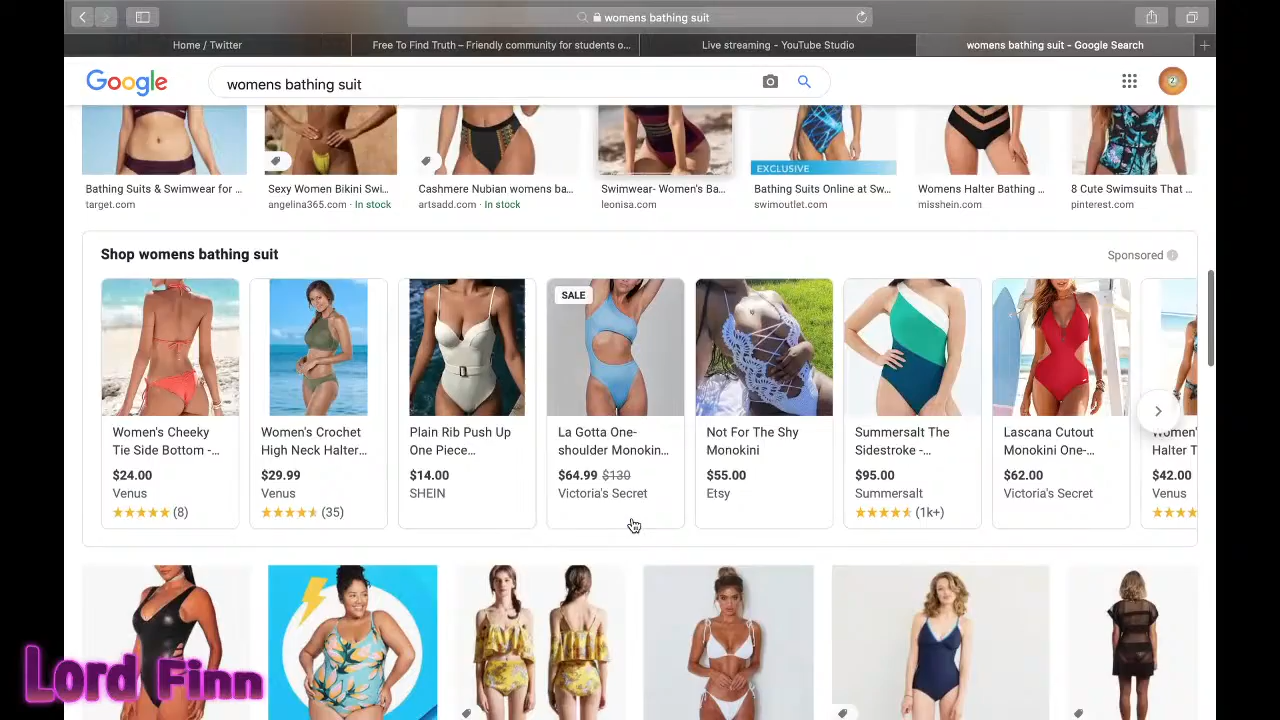 womens bathing suit
Home / Twitter
Free To Find Truth – Friendly community for students o...
Live streaming - YouTube Studio
womens bathing suit - Google Search
Google
womens bathing suit
Bathing Suits & Swimwear for ...
target.com
Sexy Women Bikini Swi...
angelina365.com · In stock
Cashmere Nubian womens ba...
artsadd.com · In stock
Swimwear- Women's Ba...
leonisa.com
EXCLUSIVE
Bathing Suits Online at Sw...
swimoutlet.com
Womens Halter Bathing ...
misshein.com
8 Cute Swimsuits That ...
pinterest.com
Shop womens bathing suit
Sponsored
Women's Cheeky
Tie Side Bottom -...
$24.00
Venus
(8)
Women's Crochet
High Neck Halter...
$29.99
Venus
(35)
Plain Rib Push Up
One Piece...
$14.00
SHEIN
SALE
La Gotta One-
shoulder Monokin...
$64.99 $130
Victoria's Secret
Not For The Shy
Monokini
$55.00
Etsy
Summersalt The
Sidestroke -...
$95.00
Summersalt
(1k+)
Lascana Cutout
Monokini One-...
$62.00
Victoria's Secret
Women'
Halter T
$42.00
Venus
Lord Finn